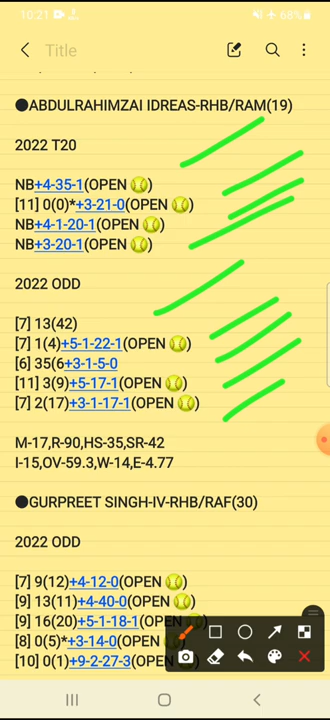 10:21
68%
Title
●ABDULRAHIMZAI IDREAS-RHB/RAM(19)
2022 T20
NB+4-35-1(OPEN 🎾)
[11] 0(0)*+3-21-0(OPEN 🎾)
NB+4-1-20-1(OPEN 🎾)
NB+3-20-1(OPEN 🎾)
2022 ODD
[7] 13(42)
[7] 1(4)+5-1-22-1(OPEN 🎾)
[6] 35(6+3-1-5-0
[11] 3(9)+5-17-1(OPEN 🎾)
[7] 2(17)+3-1-17-1(OPEN 🎾)
M-17,R-90,HS-35,SR-42
I-15,OV-59.3,W-14,E-4.77
●GURPREET SINGH-IV-RHB/RAF(30)
2022 ODD
[7] 9(12)+4-12-0(OPEN 🎾)
[9] 13(11)+4-40-0(OPEN 🎾)
[9] 16(20)+5-1-18-1(OPEN
[8] 0(5)*+3-14-0(OPEN
[10] 0(1)+9-2-27-3(OPEN